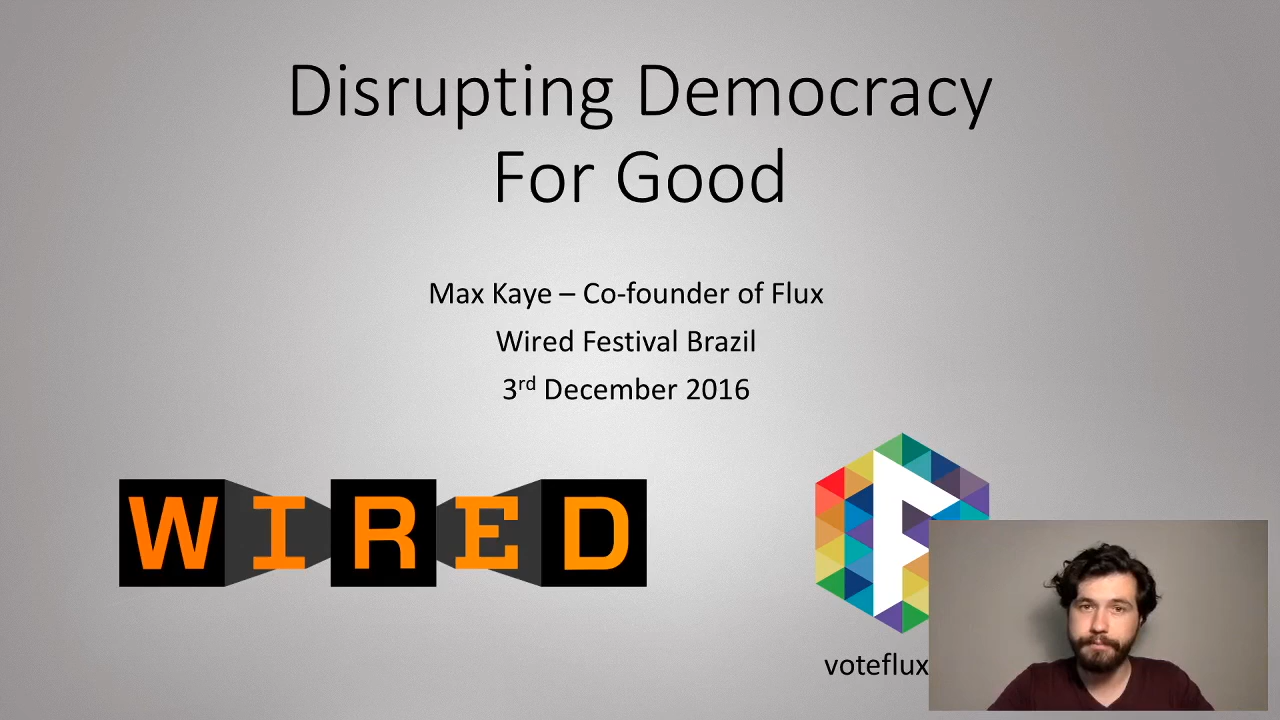 Disrupting Democracy
For Good
Max Kaye – Co-founder of Flux
Wired Festival Brazil
3rd December 2016
WIRED
F
voteflux